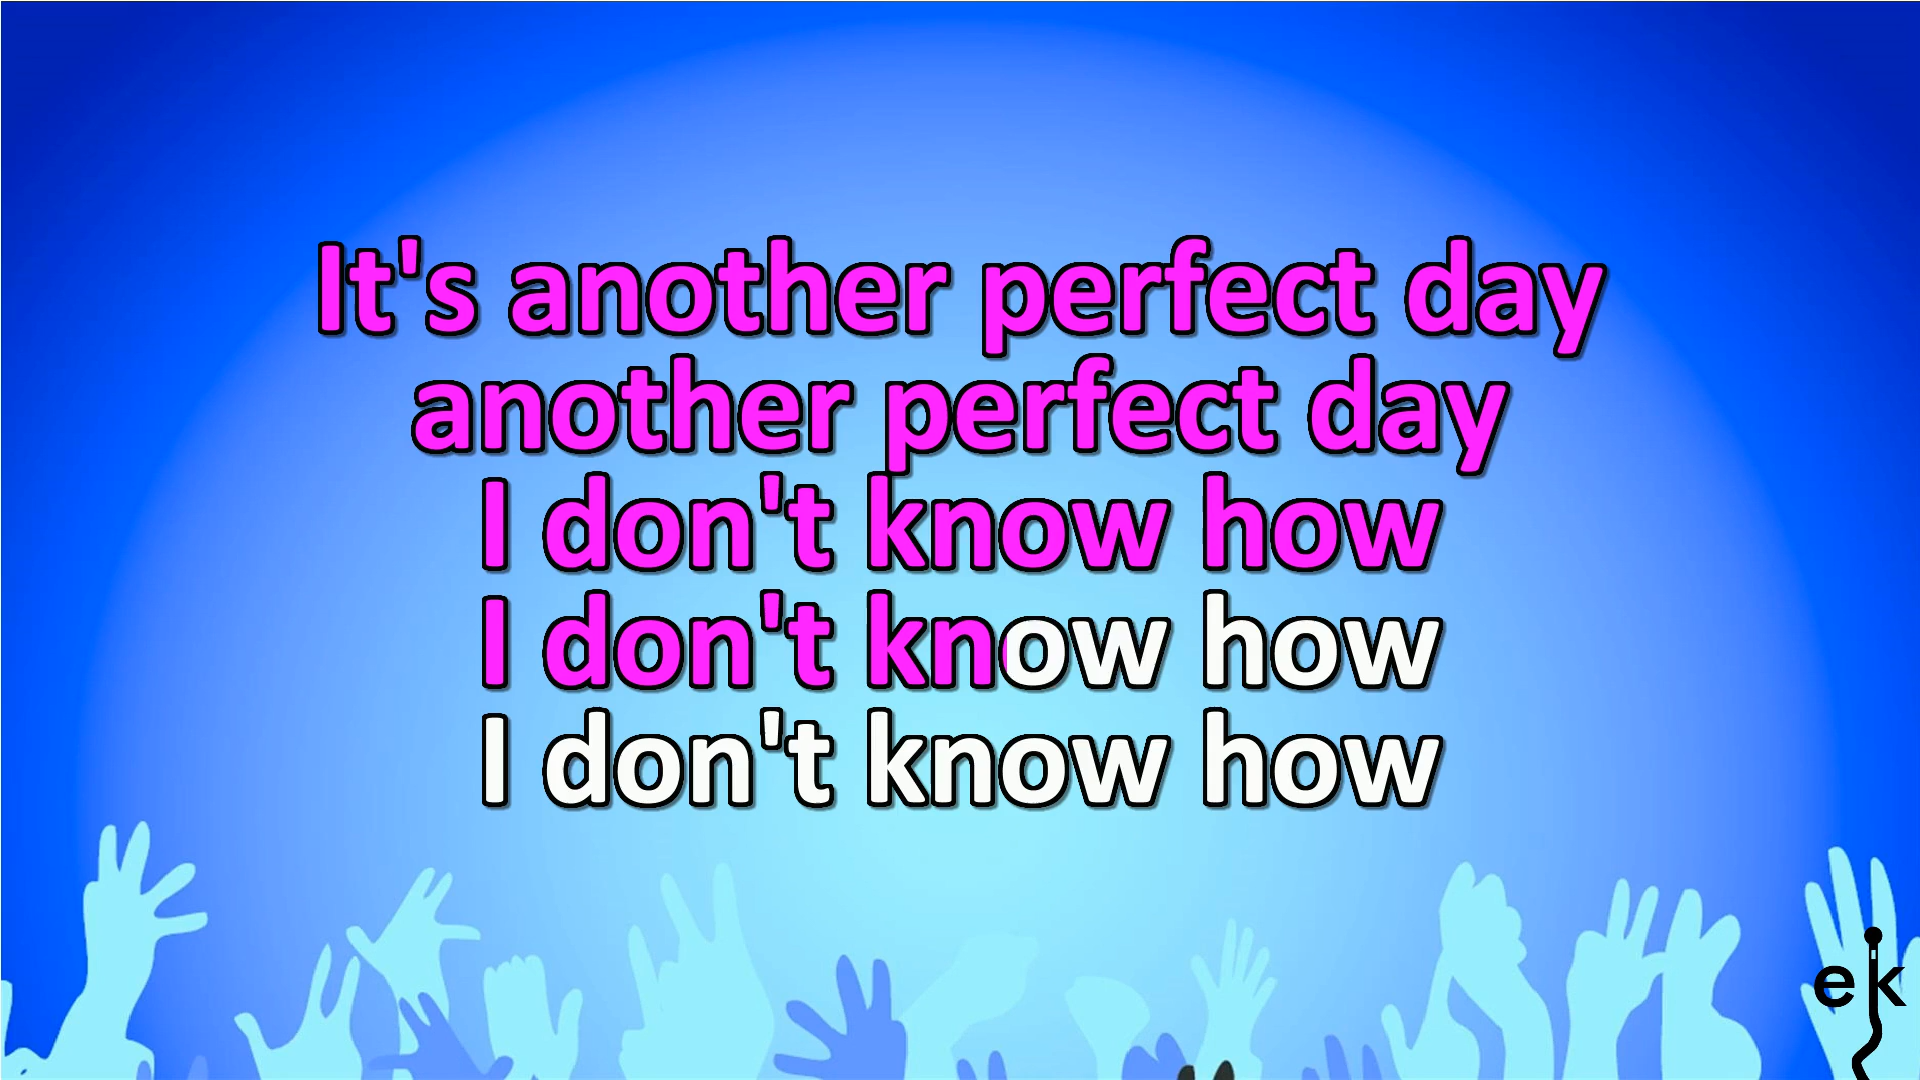 It's another perfect day
another perfect day
I don't know how
I don't know how
I don't know how
ek